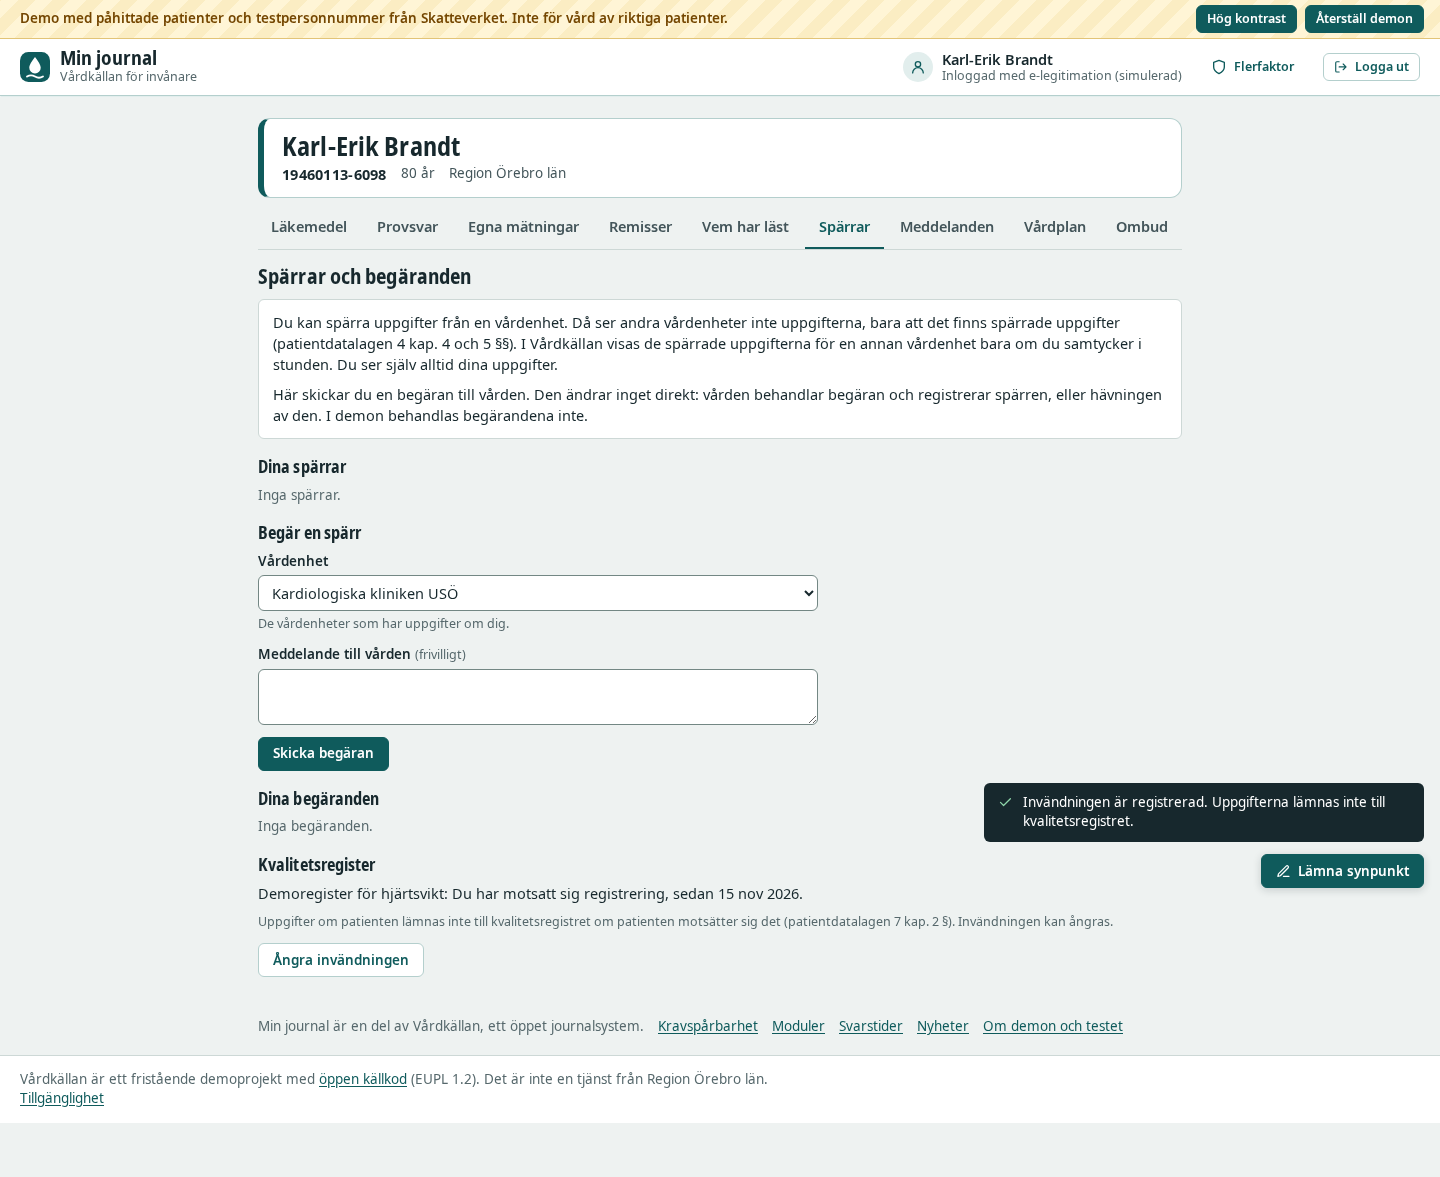 Demo med påhittade patienter och testpersonnummer från Skatteverket. Inte för vård av riktiga patienter.
Hög kontrast
Återställ demon
Min journal
Vårdkällan för invånare
Karl-Erik Brandt
Inloggad med e-legitimation (simulerad)
Flerfaktor
Logga ut
Karl-Erik Brandt
19460113-6098 80 år Region Örebro län
Läkemedel Provsvar Egna mätningar Remisser Vem har läst Spärrar Meddelanden Vårdplan Ombud
Spärrar och begäranden
Du kan spärra uppgifter från en vårdenhet. Då ser andra vårdenheter inte uppgifterna, bara att det finns spärrade uppgifter
(patientdatalagen 4 kap. 4 och 5 §§). I Vårdkällan visas de spärrade uppgifterna för en annan vårdenhet bara om du samtycker i
stunden. Du ser själv alltid dina uppgifter.
Här skickar du en begäran till vården. Den ändrar inget direkt: vården behandlar begäran och registrerar spärren, eller hävningen
av den. I demon behandlas begärandena inte.
Dina spärrar
Inga spärrar.
Begär en spärr
Vårdenhet
Kardiologiska kliniken USÖ
De vårdenheter som har uppgifter om dig.
Meddelande till vården (frivilligt)
Skicka begäran
Dina begäranden
Inga begäranden.
Invändningen är registrerad. Uppgifterna lämnas inte till
kvalitetsregistret.
Kvalitetsregister
Lämna synpunkt
Demoregister för hjärtsvikt: Du har motsatt sig registrering, sedan 15 nov 2026.
Uppgifter om patienten lämnas inte till kvalitetsregistret om patienten motsätter sig det (patientdatalagen 7 kap. 2 §). Invändningen kan ångras.
Ångra invändningen
Min journal är en del av Vårdkällan, ett öppet journalsystem. Kravspårbarhet Moduler Svarstider Nyheter Om demon och testet
Vårdkällan är ett fristående demoprojekt med öppen källkod (EUPL 1.2). Det är inte en tjänst från Region Örebro län.
Tillgänglighet